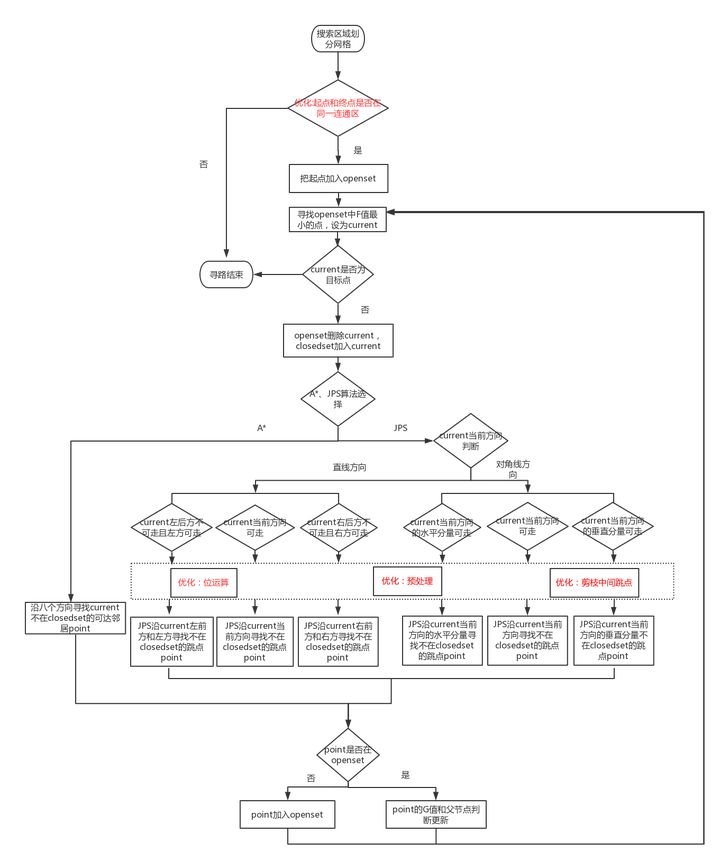 搜索区域划
分网格
优化:起点和终点是否在
同一连通区
否
是
把起点加入openset
寻找openset中F值最
小的点，设为current
寻路结束
current是否为
目标点
否
openset删除current，
closedset加入current
A*、JPS算法选
择
A*
JPS
current当前方向
判断
直线方向
对角线方
向
current左后方不
可走且左方可走
current当前方向
可走
current右后方不
可走且右方可走
current当前方向
的水平分量可走
current当前方向
可走
current当前方向
的垂直分量可走
优化：位运算
优化：预处理
优化：剪枝中间跳点
沿八个方向寻找current
不在closedset的可达邻
居point
JPS沿current左前
方和左方寻找不在
closedset的跳点
point
JPS沿current当
前方向寻找不在
closedset的跳点
point
JPS沿current右前
方和右方寻找不在
closedset的跳点
point
JPS沿current当前
方向的水平分量寻
找不在closedset
的跳点point
JPS沿current当前
方向寻找不在
closedset的跳点
point
JPS沿current当前
方向的垂直分量不
在closedset的跳
点point
point是否在
openset
否
是
point加入openset
point的G值和父节点判
断更新